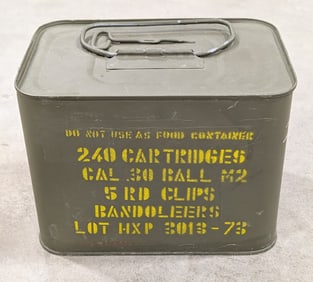 DO NOT USE AS FOOD CONTAINER
240 CARTRIDGES
CAL .30 BALL M2
5 RD CLIPS
BANDOLEERS
LOT HXP 3013-73